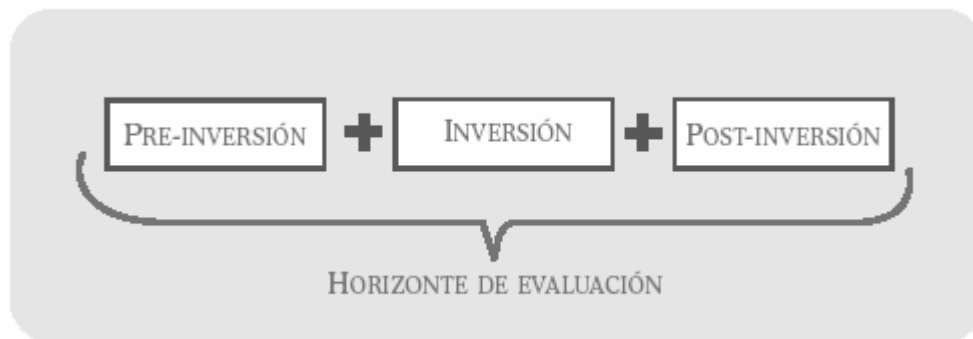 PRE-INVERSIÓN + INVERSIÓN + POST-INVERSIÓN
HORIZONTE DE EVALUACIÓN